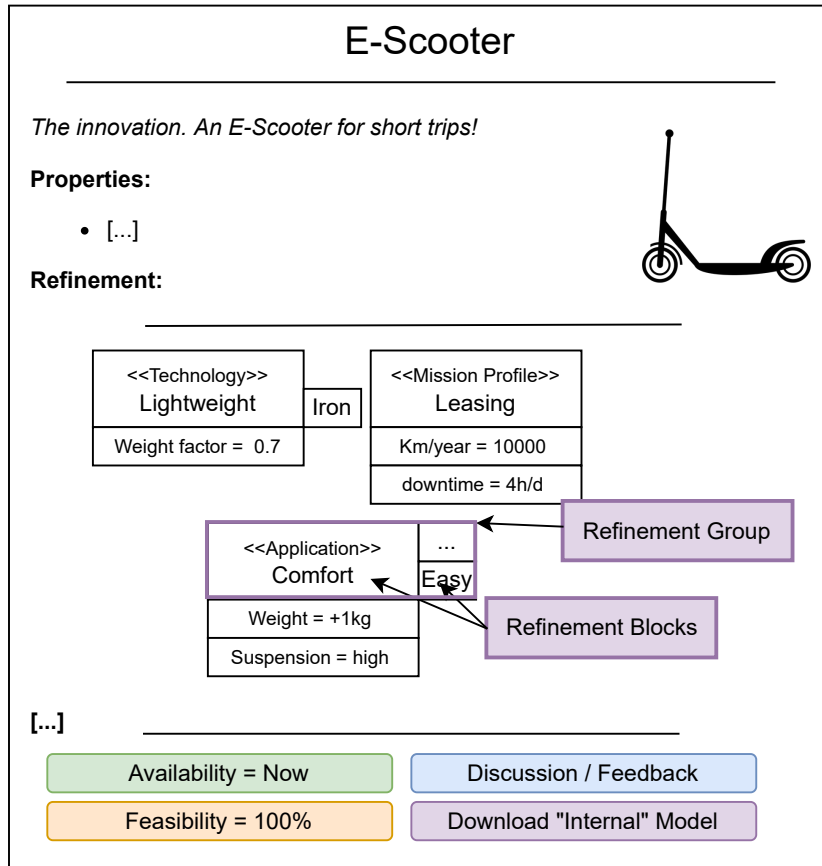 E-Scooter
The innovation. An E-Scooter for short trips!
Properties:
• [...]
Refinement:
<<Technology>>
Lightweight
Iron
Weight factor = 0.7
<<Mission Profile>>
Leasing
Km/year = 10000
downtime = 4h/d
Refinement Group
<<Application>>
Comfort
...
Easy
Weight = +1kg
Suspension = high
Refinement Blocks
[...]
Availability = Now
Discussion / Feedback
Feasibility = 100%
Download "Internal" Model